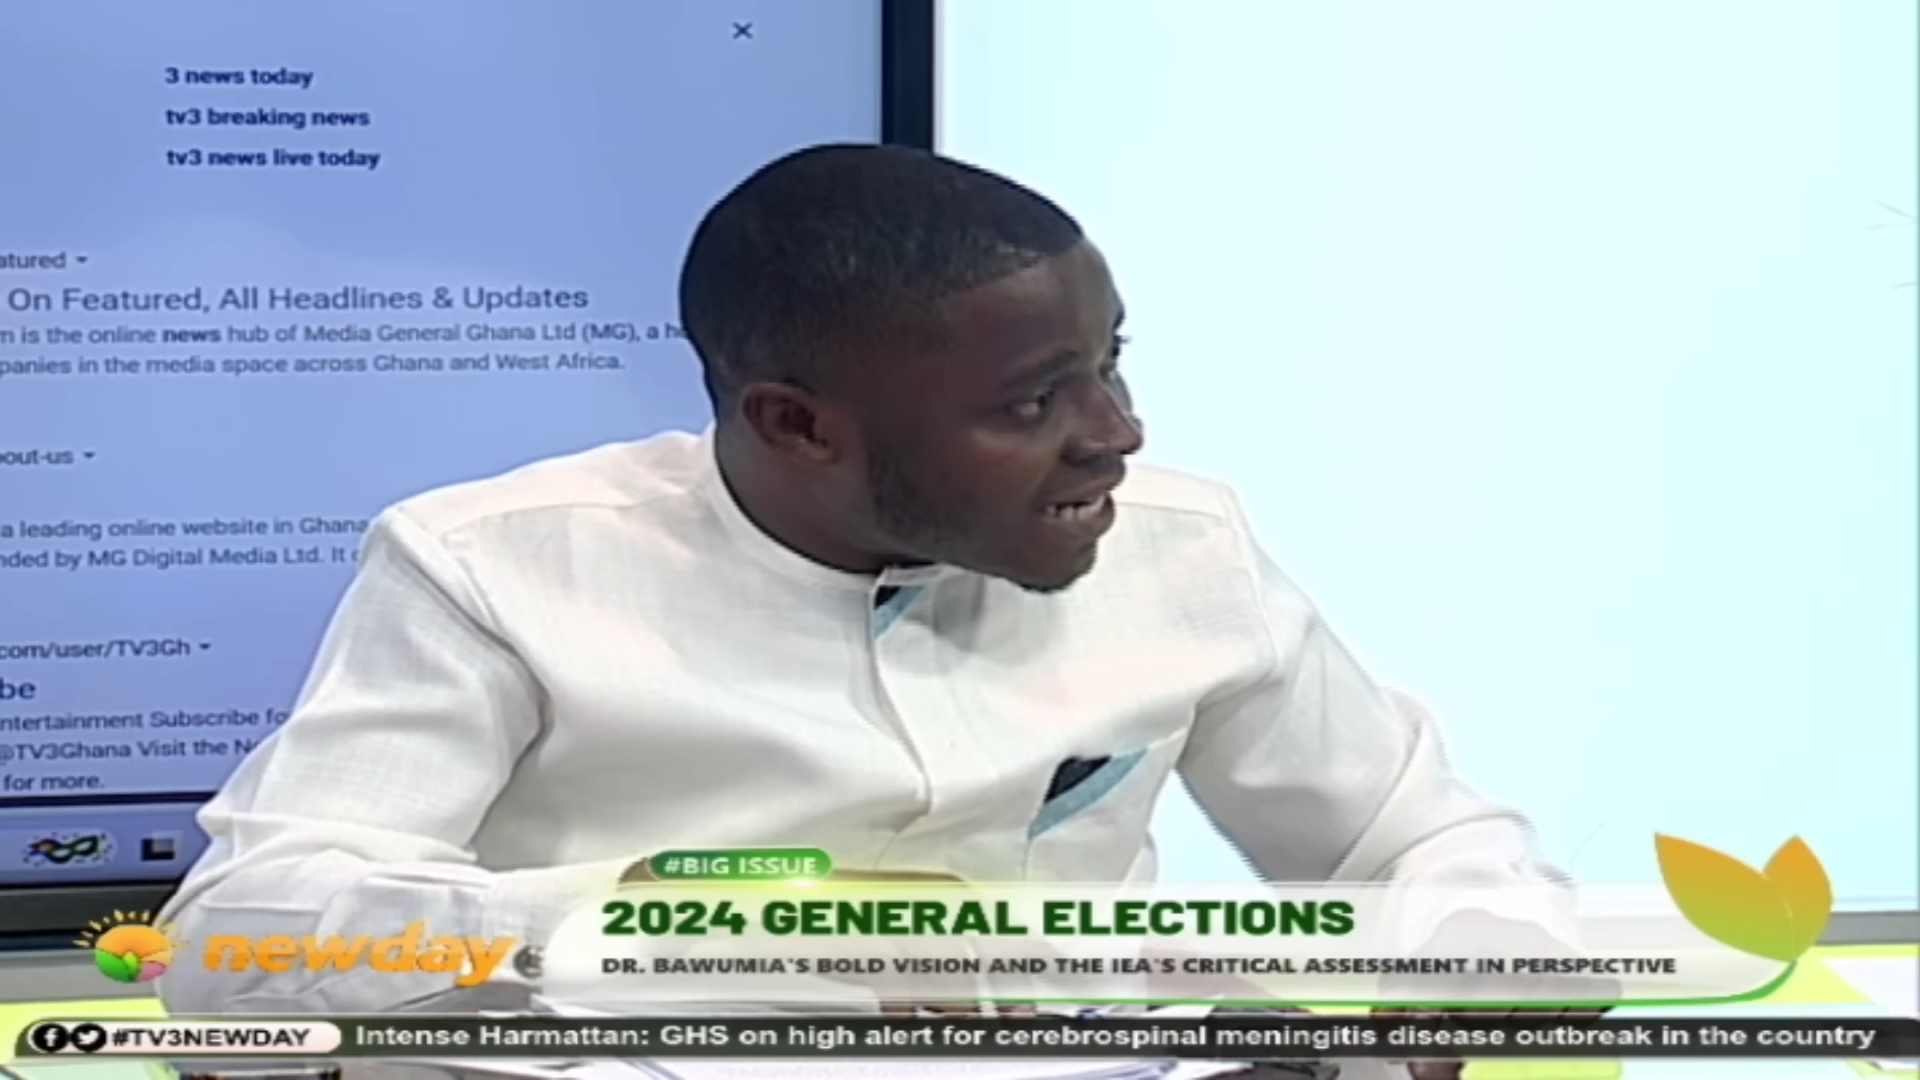 3 news today
tv3 breaking news
tv3 news live today
atured
On Featured, All Headlines & Updates
m is the online news hub of Media General Ghana Ltd (MG), a
panies in the media space across Ghana and West Africa.
out-us
a leading online website in Ghana
nded by MG Digital Media Ltd. It
com/user/TV3Gh
be
ntertainment Subscribe fo
@TV3Ghana Visit the
for more.
#BIG ISSUE
2024 GENERAL ELECTIONS
newday
DR. BAWUMIA'S BOLD VISION AND THE IEA'S CRITICAL ASSESSMENT IN PERSPECTIVE
#TV3NEWDAY
Intense Harmattan: GHS on high alert for cerebrospinal meningitis disease outbreak in the country